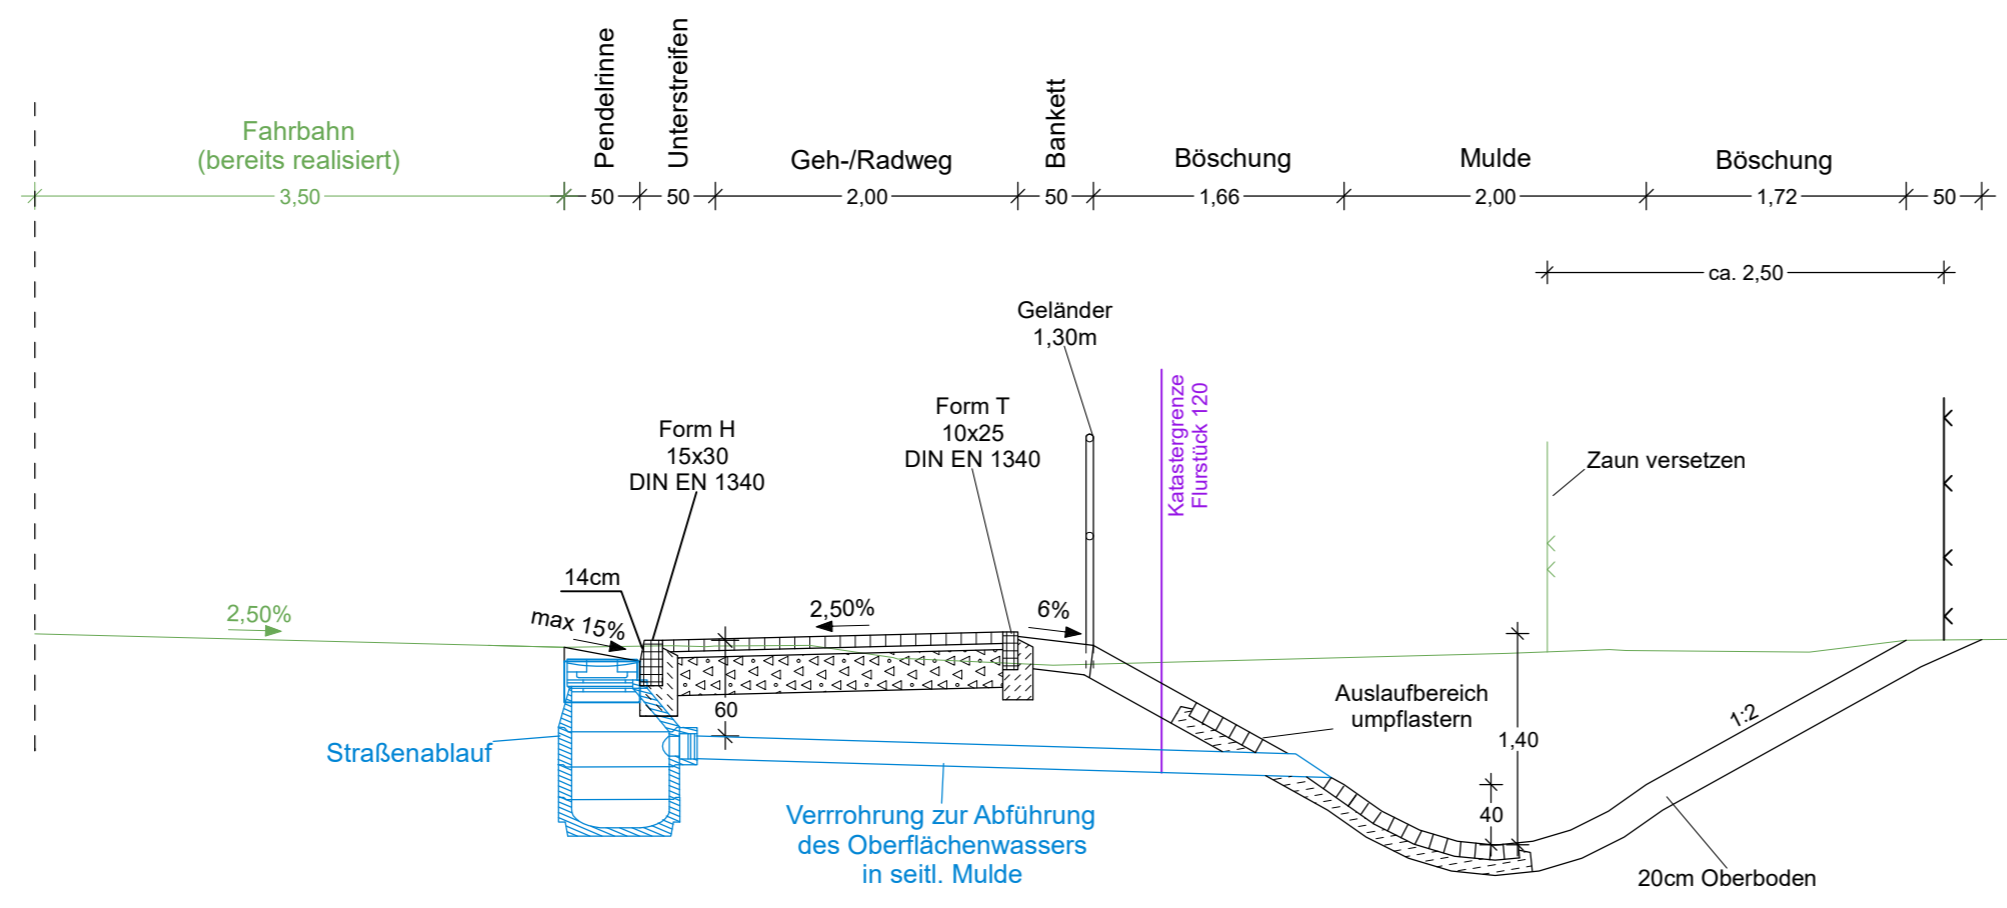 Fahrbahn
(bereits realisiert)
Pendelrinne
Unterstreifen
Geh-/Radweg
Bankett
Böschung
Mulde
Böschung
3,50
50
50
2,00
50
1,66
2,00
1,72
50
ca. 2,50
Geländer
1,30m
Form T
10x25
DIN EN 1340
Form H
15x30
DIN EN 1340
Katastergrenze
Flurstück 120
Zaun versetzen
14cm
max 15%
2,50%
2,50%
6%
60
Auslaufbereich
umpflastern
1:2
1,40
40
Straßenablauf
Verrrohrung zur Abführung
des Oberflächenwassers
in seitl. Mulde
20cm Oberboden